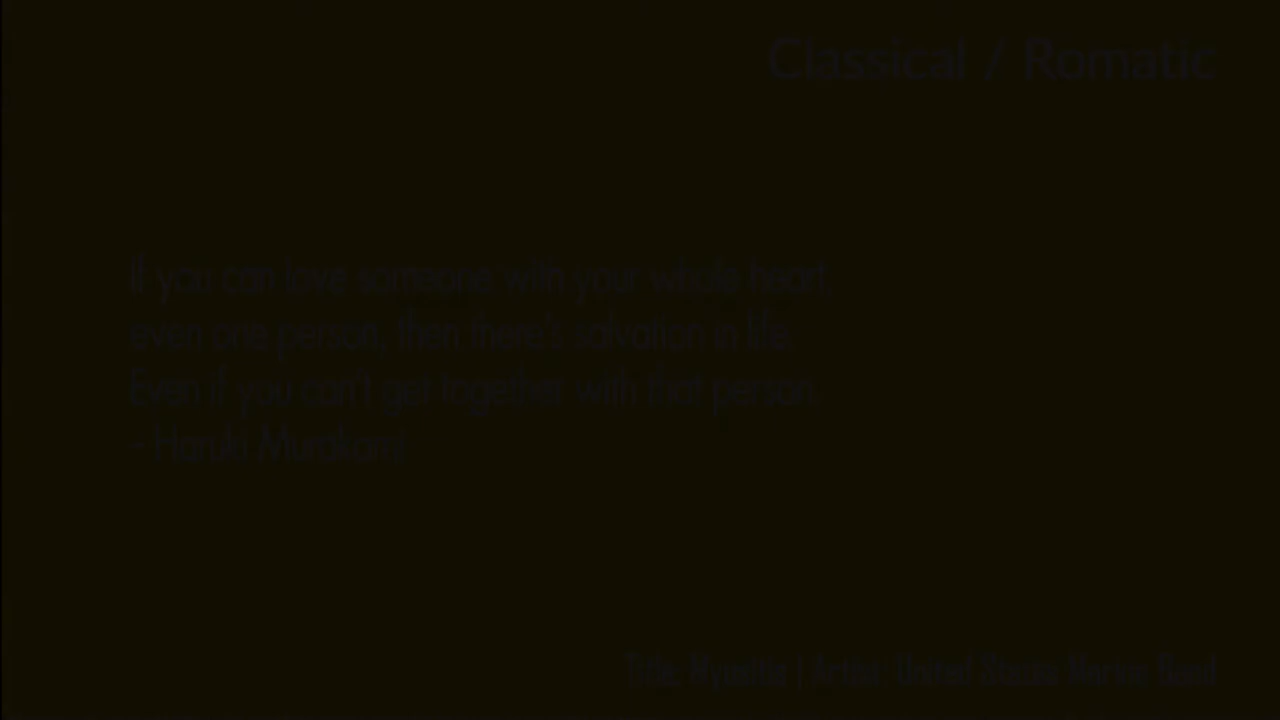 Classical / Romatic
If you can love someone with your whole heart,
even one person, then there's salvation in life.
Even if you can't get together with that person.
- Haruki Murakami
Title: | Artist: United States Marine Band